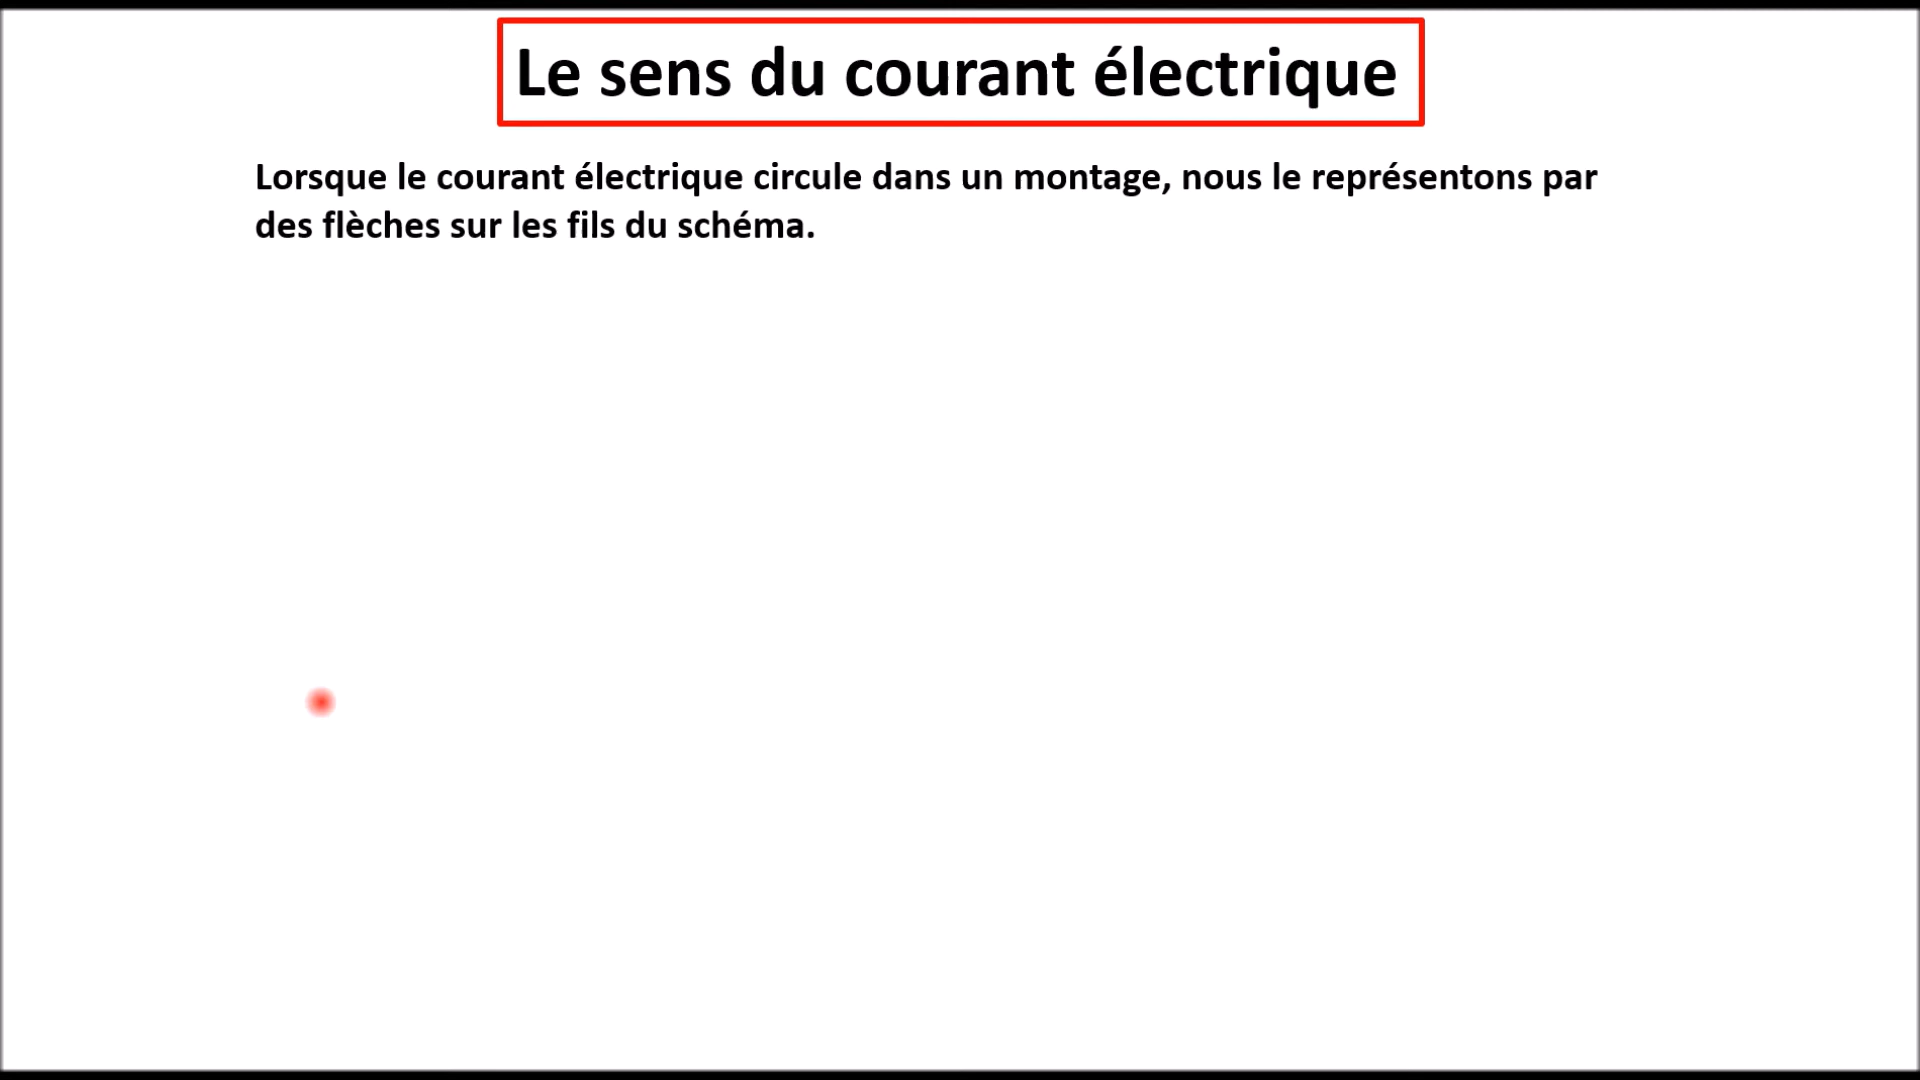 Le sens du courant électrique
Lorsque le courant électrique circule dans un montage, nous le représentons par
des flèches sur les fils du schéma.